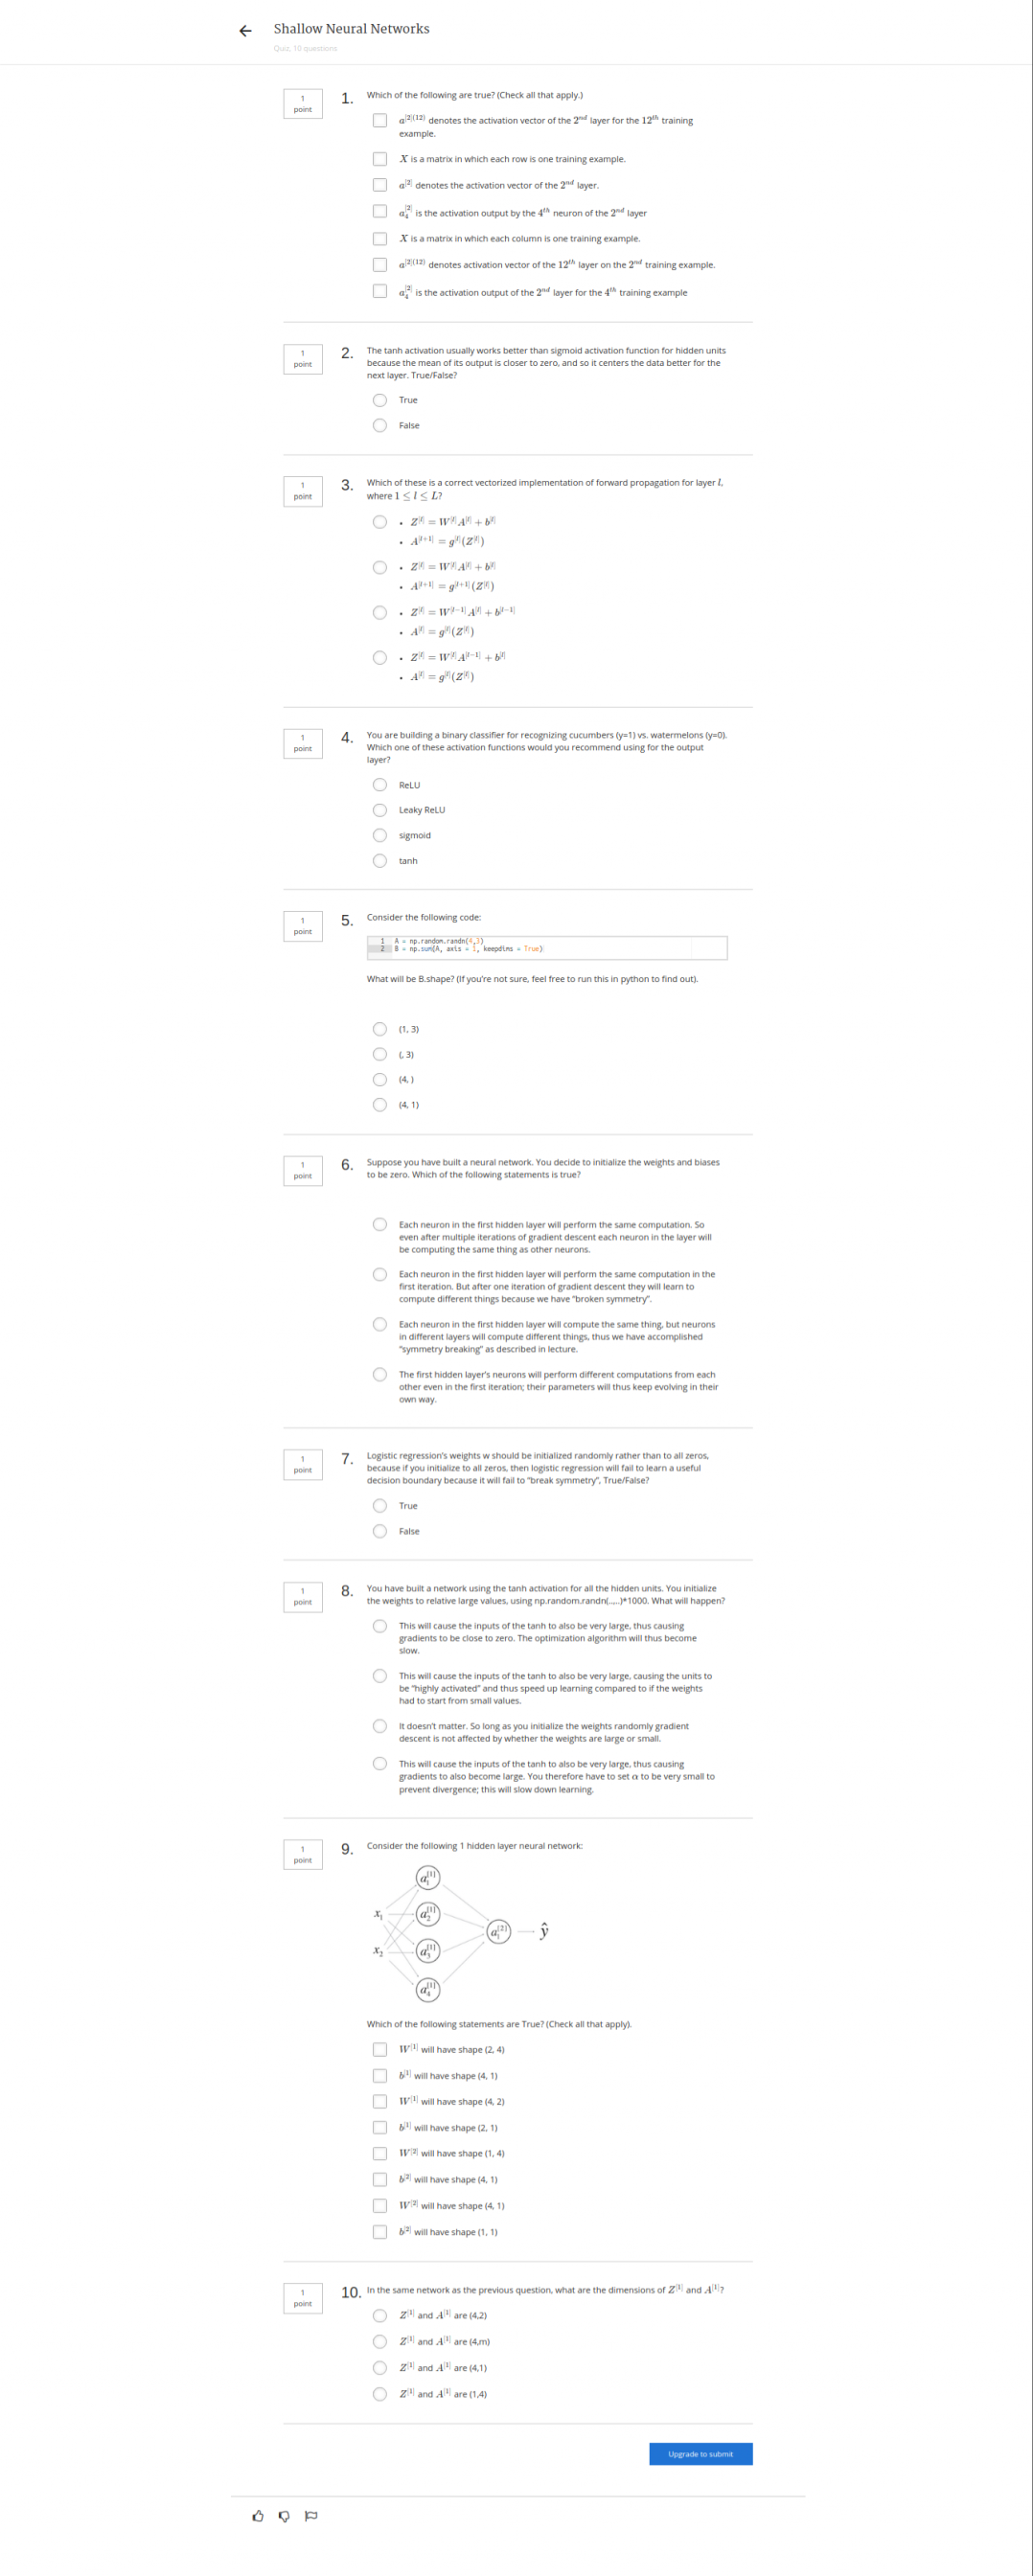 Shallow Neural Networks
Quiz, 10 questions
1
point
1.
Which of the following are true? (Check all that apply.)
a^{[2](12)} denotes the activation vector of the 2^{nd} layer for the 12^{th} training
example.
X is a matrix in which each row is one training example.
a^{[2]} denotes the activation vector of the 2^{nd} layer.
a_4^{[2]} is the activation output by the 4^{th} neuron of the 2^{nd} layer
X is a matrix in which each column is one training example.
a^{[2](12)} denotes activation vector of the 12^{th} layer on the 2^{nd} training example.
a_4^{[2]} is the activation output of the 2^{nd} layer for the 4^{th} training example
1
point
2.
The tanh activation usually works better than sigmoid activation function for hidden units
because the mean of its output is closer to zero, and so it centers the data better for the
next layer. True/False?
True
False
1
point
3.
Which of these is a correct vectorized implementation of forward propagation for layer l,
where 1 ≤ l ≤ L?
• Z^{[l]} = W^{[l]} A^{[l]} + b^{[l]}
• A^{[l+1]} = g^{[l]}(Z^{[l]})
• Z^{[l]} = W^{[l]} A^{[l]} + b^{[l]}
• A^{[l+1]} = g^{[l+1]}(Z^{[l]})
• Z^{[l]} = W^{[l-1]} A^{[l]} + b^{[l-1]}
• A^{[l]} = g^{[l]}(Z^{[l]})
• Z^{[l]} = W^{[l]} A^{[l-1]} + b^{[l]}
• A^{[l]} = g^{[l]}(Z^{[l]})
1
point
4.
You are building a binary classifier for recognizing cucumbers (y=1) vs. watermelons (y=0).
Which one of these activation functions would you recommend using for the output
layer?
ReLU
Leaky ReLU
sigmoid
tanh
1
point
5.
Consider the following code:
1 A = np.random.randn(4,3)
2 B = np.sum(A, axis = 1, keepdims = True)
What will be B.shape? (If you're not sure, feel free to run this in python to find out).
(1, 3)
(, 3)
(4, )
(4, 1)
1
point
6.
Suppose you have built a neural network. You decide to initialize the weights and biases
to be zero. Which of the following statements is true?
Each neuron in the first hidden layer will perform the same computation. So
even after multiple iterations of gradient descent each neuron in the layer will
be computing the same thing as other neurons.
Each neuron in the first hidden layer will perform the same computation in the
first iteration. But after one iteration of gradient descent they will learn to
compute different things because we have "broken symmetry".
Each neuron in the first hidden layer will compute the same thing, but neurons
in different layers will compute different things, thus we have accomplished
"symmetry breaking" as described in lecture.
The first hidden layer's neurons will perform different computations from each
other even in the first iteration; their parameters will thus keep evolving in their
own way.
1
point
7.
Logistic regression's weights w should be initialized randomly rather than to all zeros,
because if you initialize to all zeros, then logistic regression will fail to learn a useful
decision boundary because it will fail to "break symmetry", True/False?
True
False
1
point
8.
You have built a network using the tanh activation for all the hidden units. You initialize
the weights to relative large values, using np.random.randn(..,..)*1000. What will happen?
This will cause the inputs of the tanh to also be very large, thus causing
gradients to be close to zero. The optimization algorithm will thus become
slow.
This will cause the inputs of the tanh to also be very large, causing the units to
be "highly activated" and thus speed up learning compared to if the weights
had to start from small values.
It doesn't matter. So long as you initialize the weights randomly gradient
descent is not affected by whether the weights are large or small.
This will cause the inputs of the tanh to also be very large, thus causing
gradients to also become large. You therefore have to set α to be very small to
prevent divergence; this will slow down learning.
1
point
9.
Consider the following 1 hidden layer neural network:
a_1^{[1]}
x_1
a_2^{[1]}
a_1^{[2]}
ŷ
x_2
a_3^{[1]}
a_4^{[1]}
Which of the following statements are True? (Check all that apply).
W^{[1]} will have shape (2, 4)
b^{[1]} will have shape (4, 1)
W^{[1]} will have shape (4, 2)
b^{[1]} will have shape (2, 1)
W^{[2]} will have shape (1, 4)
b^{[2]} will have shape (4, 1)
W^{[2]} will have shape (4, 1)
b^{[2]} will have shape (1, 1)
1
point
10.
In the same network as the previous question, what are the dimensions of Z^{[1]} and A^{[1]}?
Z^{[1]} and A^{[1]} are (4,2)
Z^{[1]} and A^{[1]} are (4,m)
Z^{[1]} and A^{[1]} are (4,1)
Z^{[1]} and A^{[1]} are (1,4)
Upgrade to submit